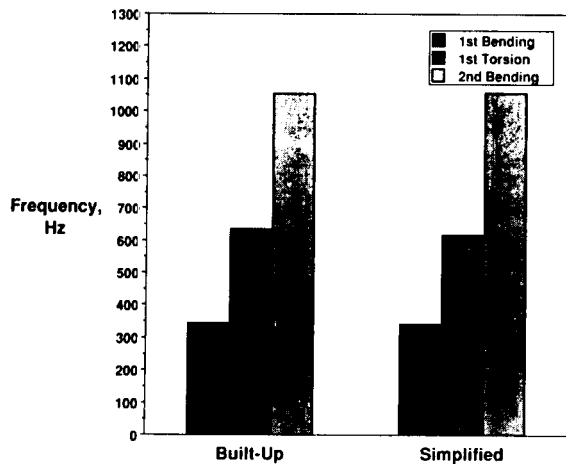 1300
1200
1100
1000
900
800
700
600
500
400
300
200
100
0
Frequency,
Hz
1st Bending
1st Torsion
2nd Bending
Built-Up
Simplified